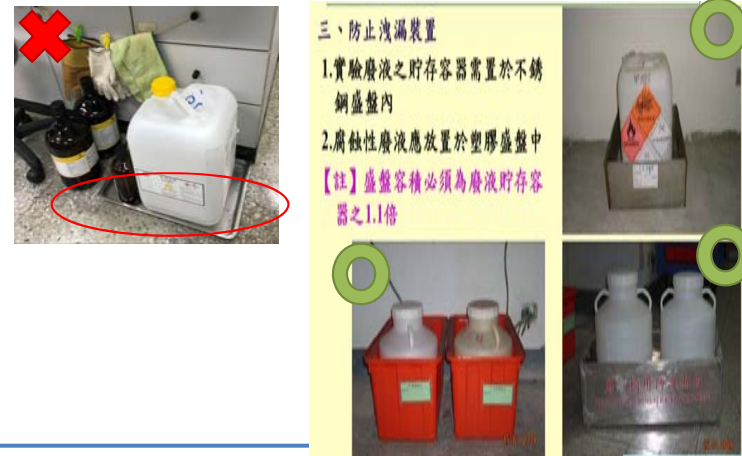 三、防止洩漏裝置
1.實驗廢液之貯存容器需置於不銹
鋼盛盤內
2.腐蝕性廢液應放置於塑膠盛盤中
【註】盛盤容積必須為廢液貯存容
器之1.1倍